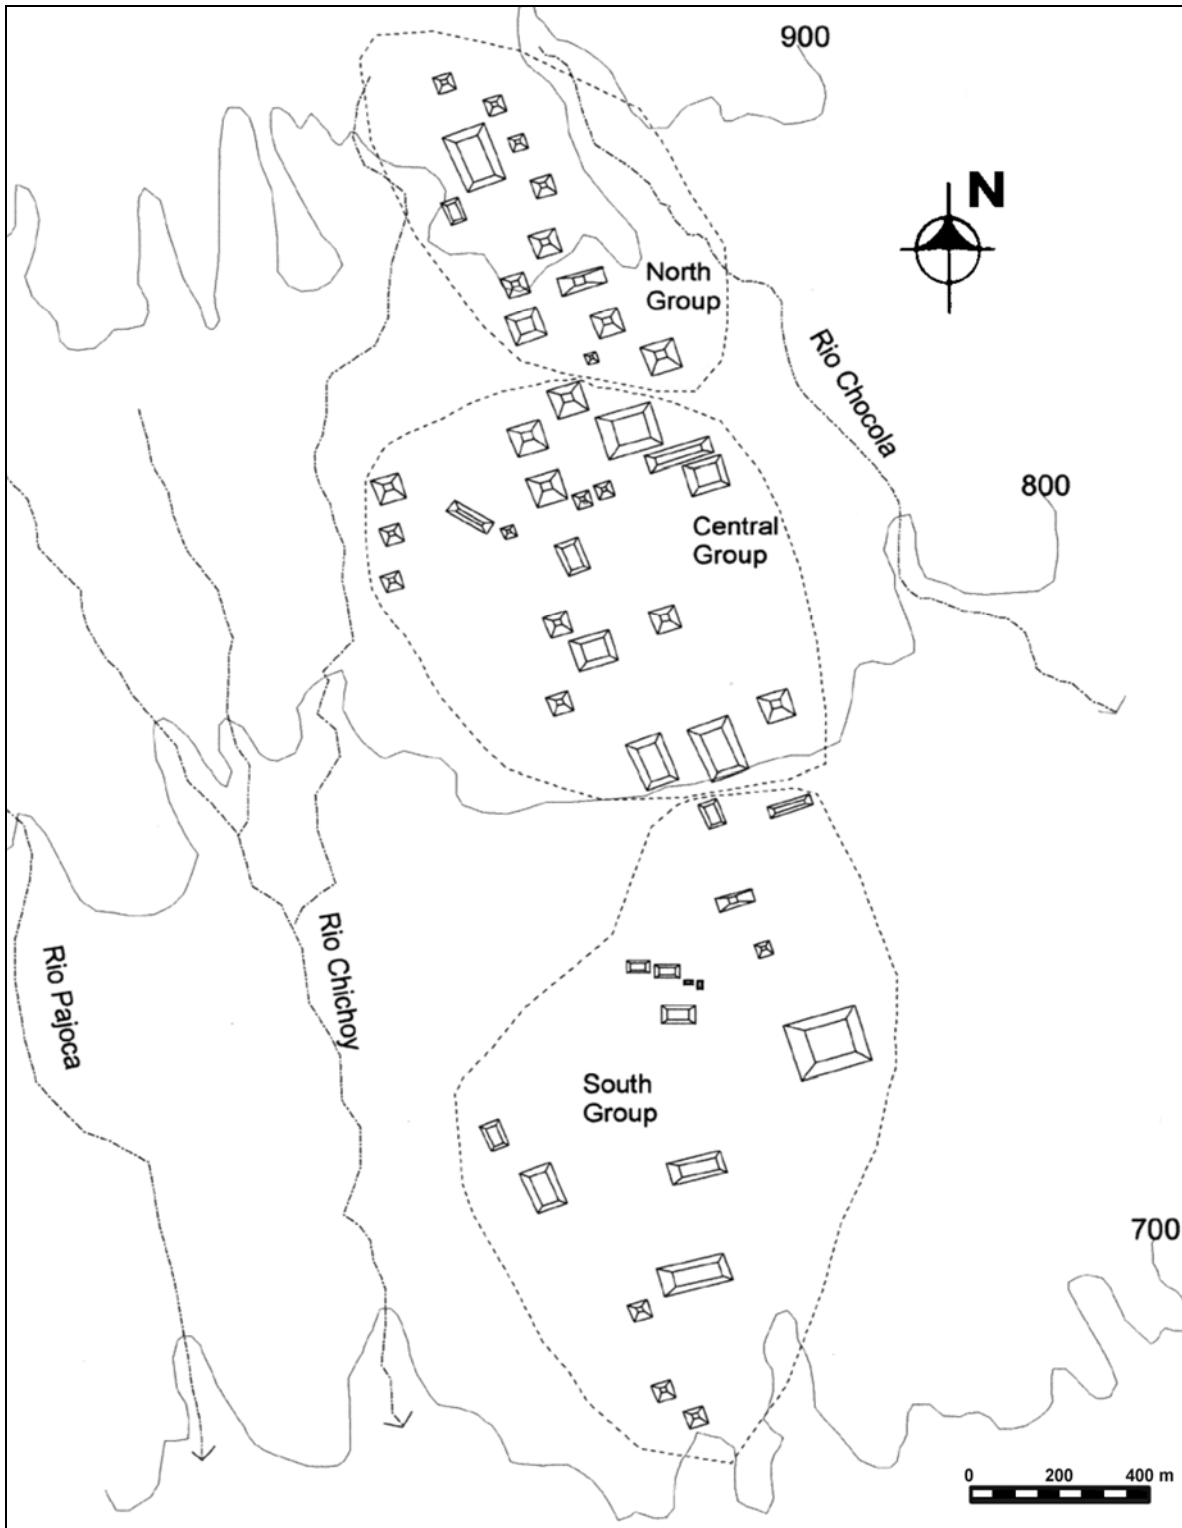 900
N
North
Group
Rio Chocola
800
Central
Group
Rio Pajoca
Rio Chichoy
South
Group
700
0 200 400 m